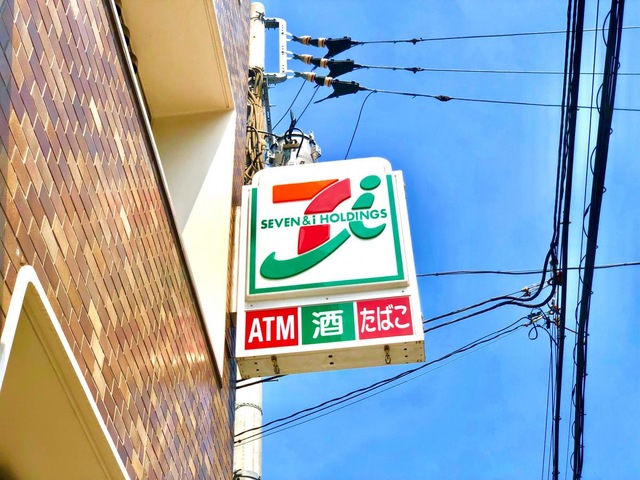 7i
SEVEN&i HOLDINGS
ATM 酒 たばこ